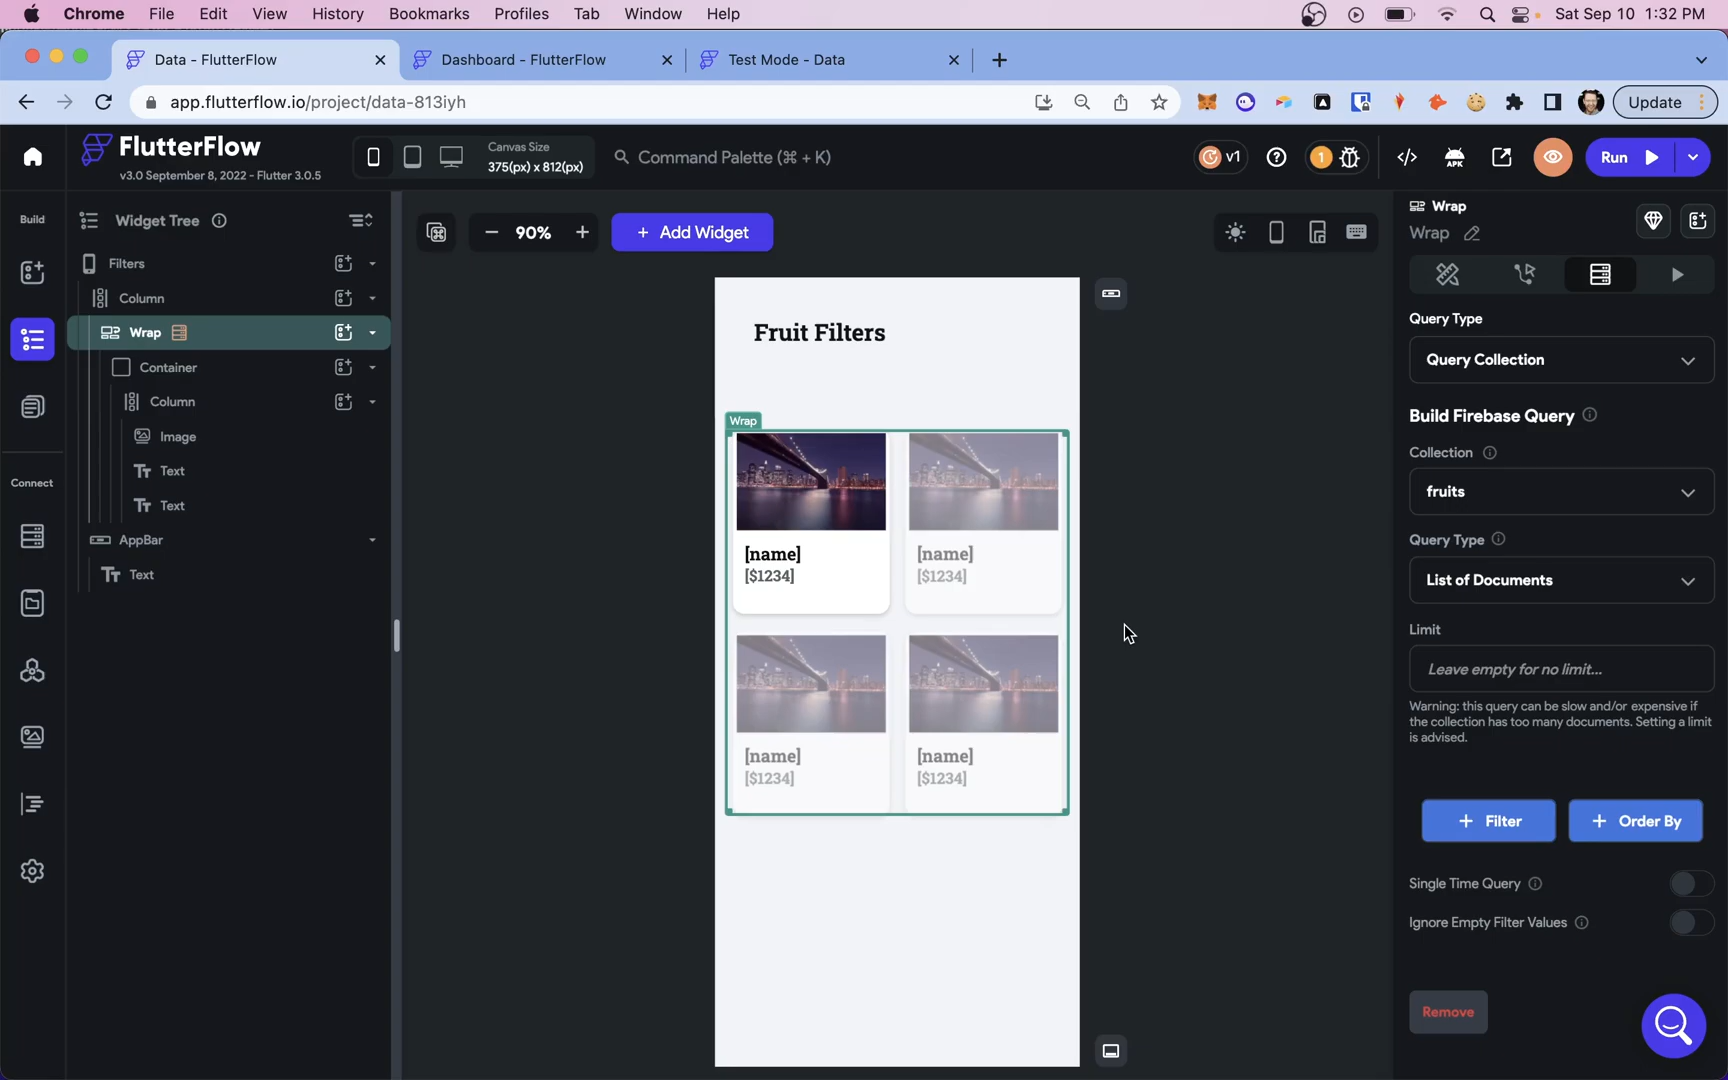 Chrome File Edit View History Bookmarks Profiles Tab Window Help
Sat Sep 10 1:32 PM
Data - FlutterFlow
Dashboard - FlutterFlow
Test Mode - Data
app.flutterflow.io/project/data-813iyh
Update
FlutterFlow
v3.0 September 8, 2022 - Flutter 3.0.5
Canvas Size
375(px) x 812(px)
Command Palette (⌘ + K)
v1
1
APK
Run
Build
Widget Tree
Filters
Column
Wrap
Container
Column
Image
Text
Text
AppBar
Text
Connect
90%
+ Add Widget
Fruit Filters
Wrap
[name]
[$1234]
[name]
[$1234]
[name]
[$1234]
[name]
[$1234]
Wrap
Wrap
Query Type
Query Collection
Build Firebase Query
Collection
fruits
Query Type
List of Documents
Limit
Leave empty for no limit...
Warning: this query can be slow and/or expensive if
the collection has too many documents. Setting a limit
is advised.
+ Filter
+ Order By
Single Time Query
Ignore Empty Filter Values
Remove